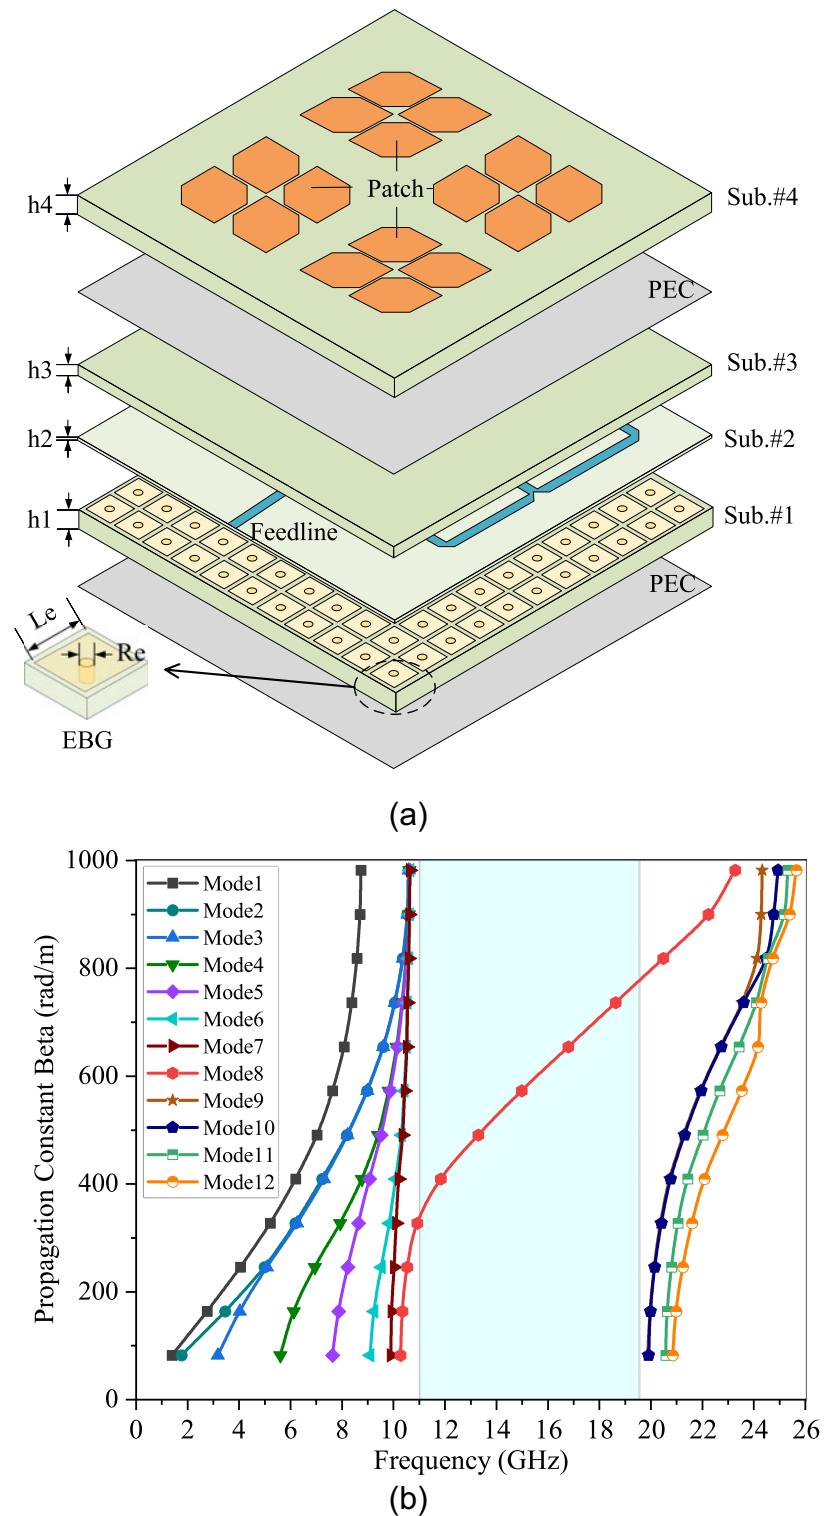 Patch
h4
Sub.#4
PEC
h3
Sub.#3
h2
Sub.#2
h1
Feedline
Sub.#1
PEC
Le
Re
EBG
(a)
1000
800
600
400
200
0
Propagation Constant Beta (rad/m)
Mode1
Mode2
Mode3
Mode4
Mode5
Mode6
Mode7
Mode8
Mode9
Mode10
Mode11
Mode12
0 2 4 6 8 10 12 14 16 18 20 22 24 26
Frequency (GHz)
(b)